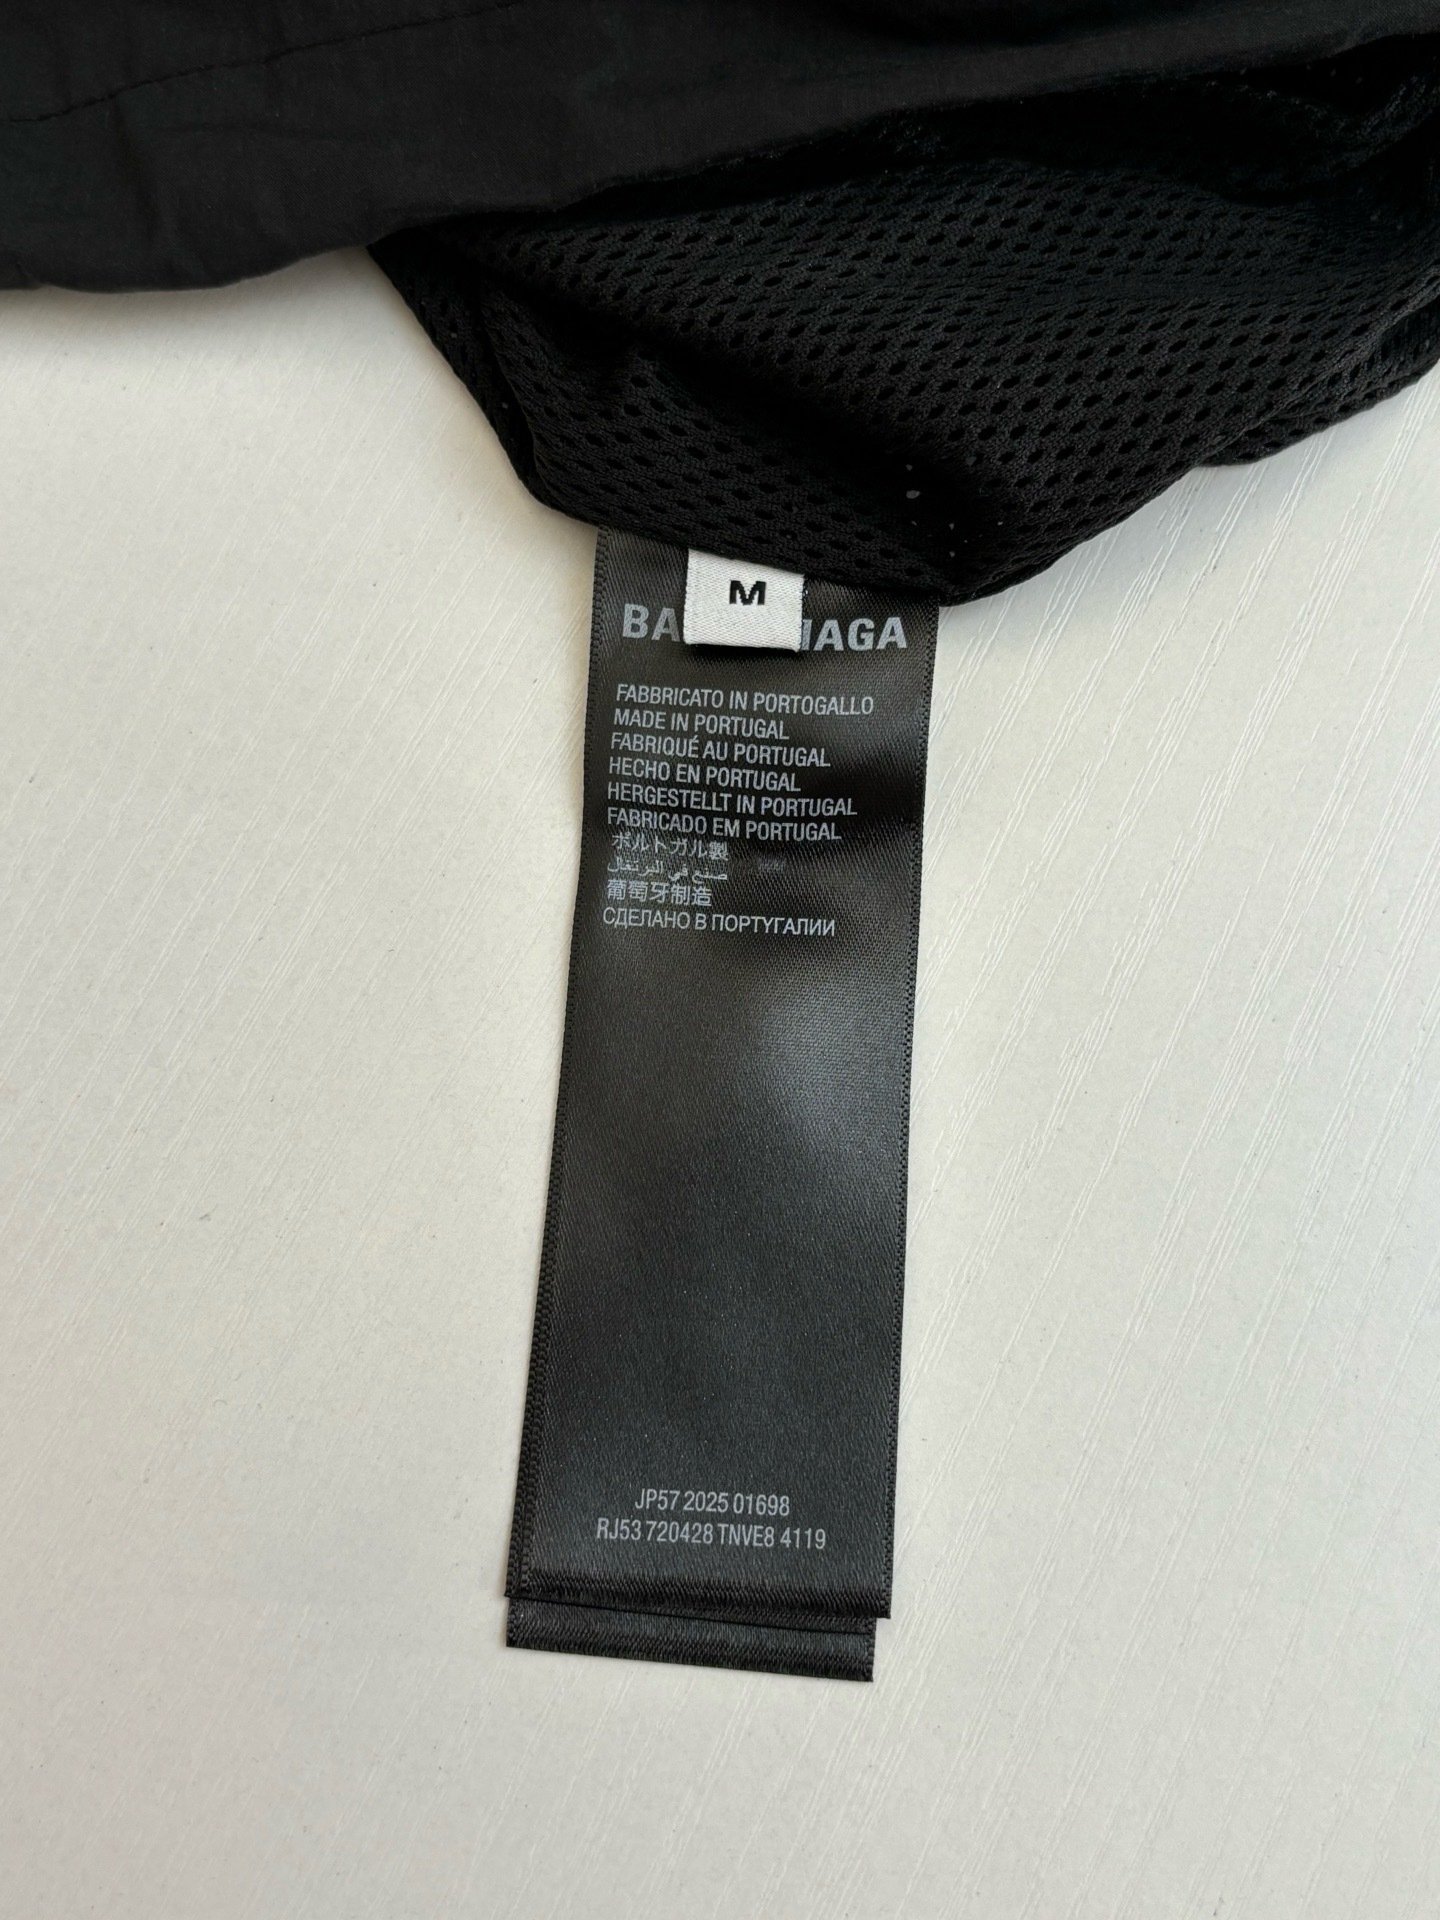 M
FABBRICATO IN PORTOGALLO
MADE IN PORTUGAL
FABRIQUÉ AU PORTUGAL
HECHO EN PORTUGAL
HERGESTELLT IN PORTUGAL
FABRICADO EM PORTUGAL
ポルトガル製
صنع في البرتغال
葡萄牙制造
СДЕЛАНО В ПОРТУГАЛИИ
JP57 2025 01698
RJ53 720428 TNVE8 4119